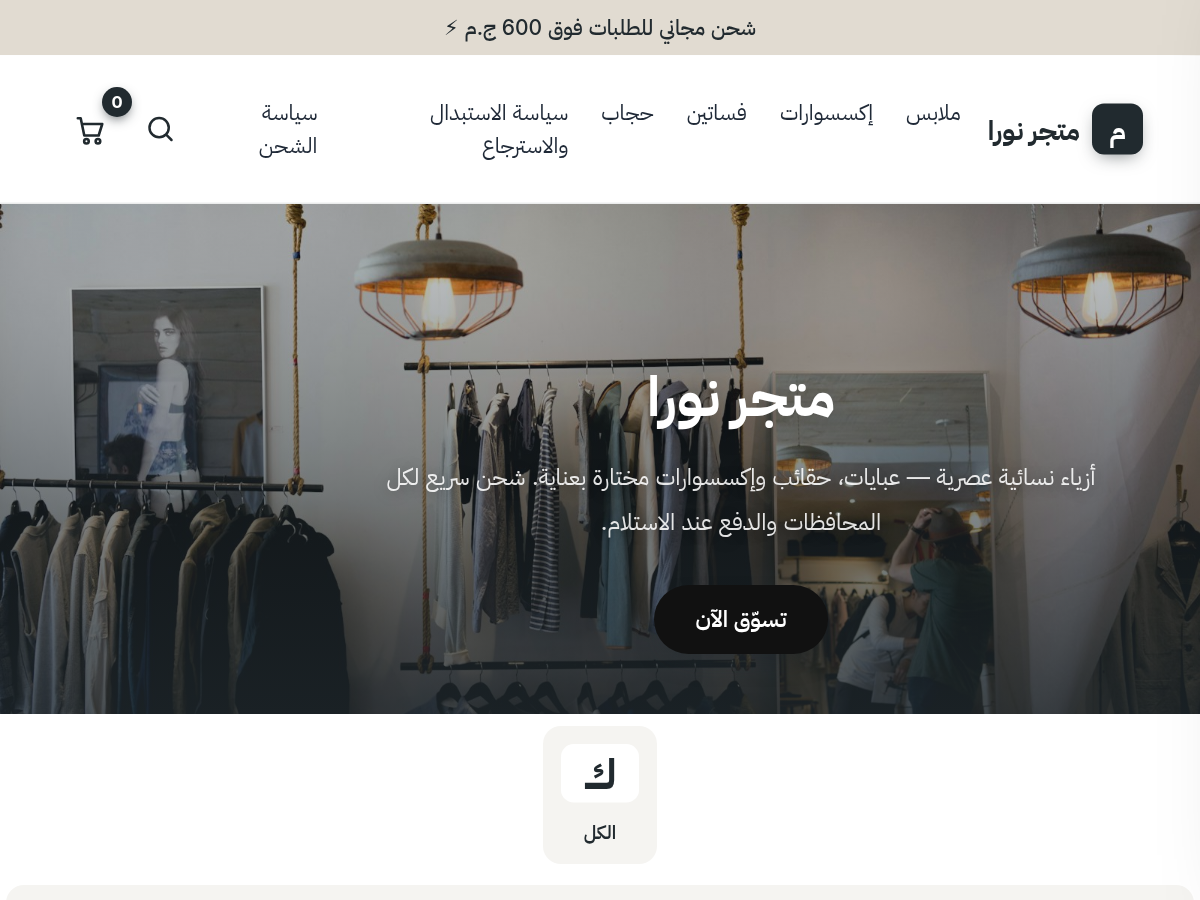 شحن مجاني للطلبات فوق 600 ج.م ⚡
م
متجر نورا
ملابس
إكسسوارات
فساتين
حجاب
سياسة الاستبدال
والاسترجاع
سياسة
الشحن
0
متجر نورا
أزياء نسائية عصرية — عبايات، حقائب وإكسسوارات مختارة بعناية. شحن سريع لكل
المحافظات والدفع عند الاستلام.
تسوّق الآن
ك
الكل